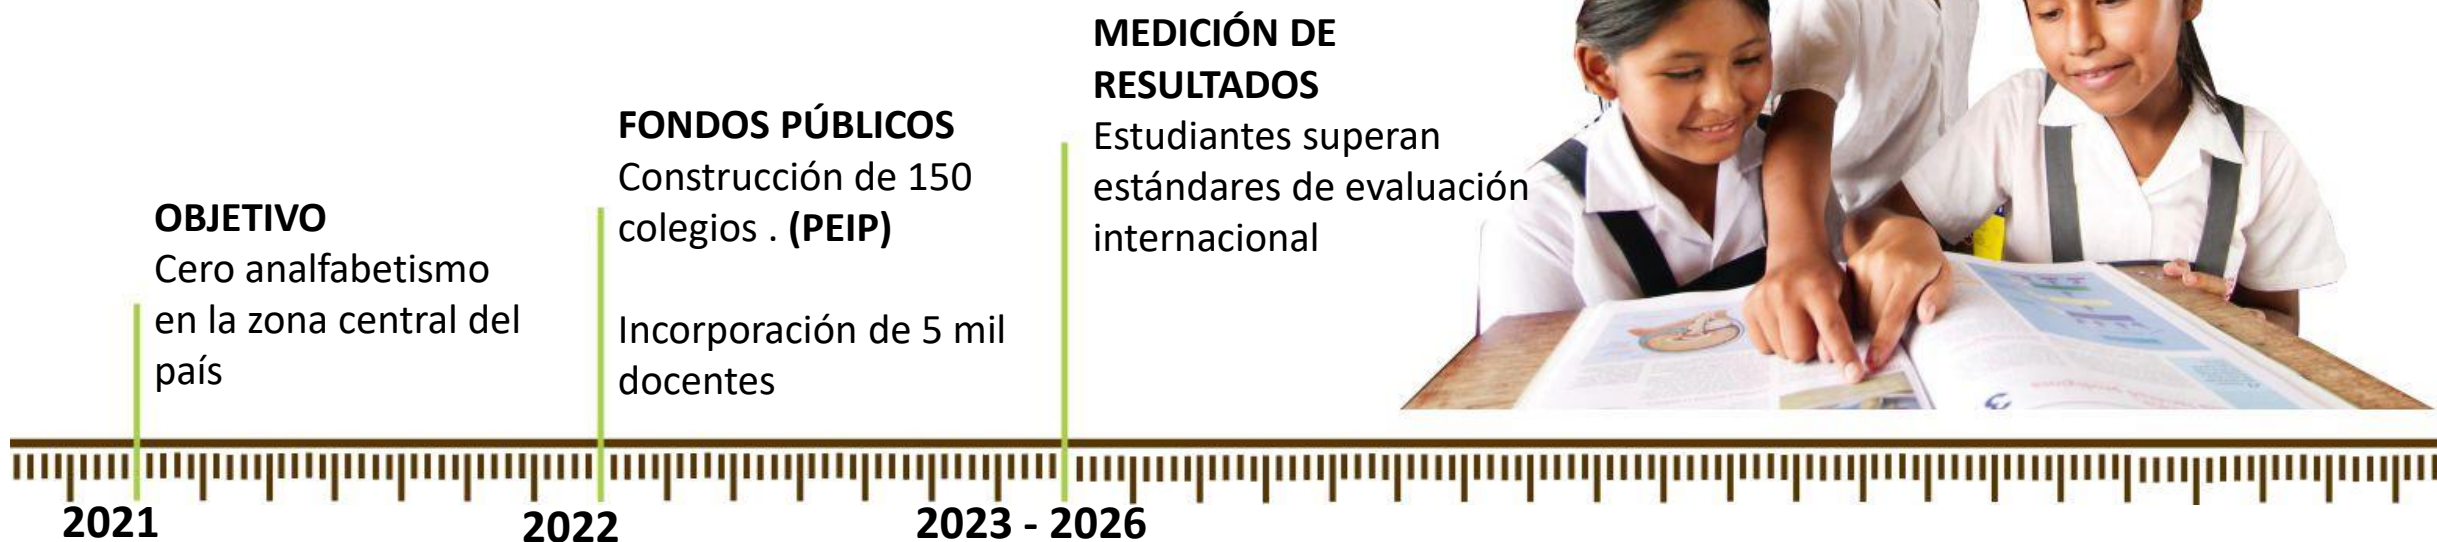 OBJETIVO
Cero analfabetismo
en la zona central del
país
FONDOS PÚBLICOS
Construcción de 150
colegios . (PEIP)
Incorporación de 5 mil
docentes
MEDICIÓN DE
RESULTADOS
Estudiantes superan
estándares de evaluación
internacional
2021
2022
2023 - 2026